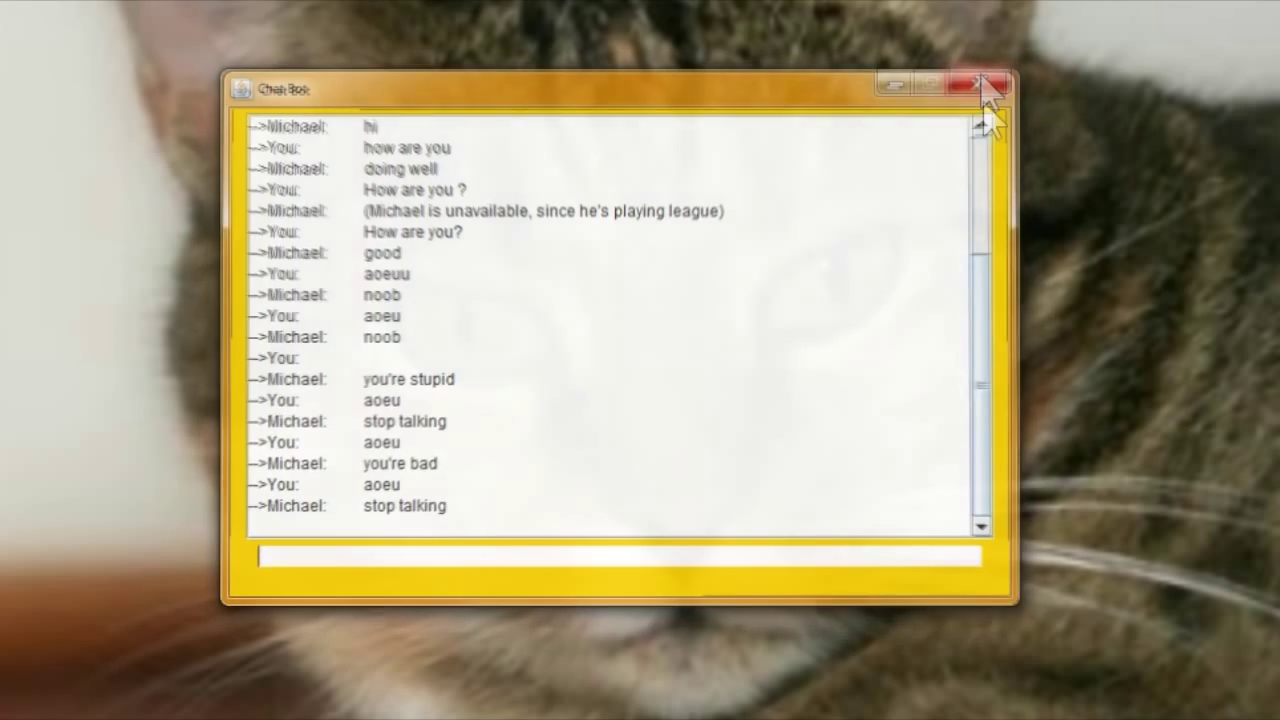 Chat Bot
-->Michael: hi
-->You: how are you
-->Michael: doing well
-->You: How are you ?
-->Michael: (Michael is unavailable, since he's playing league)
-->You: How are you?
-->Michael: good
-->You: aoeuu
-->Michael: noob
-->You: aoeu
-->Michael: noob
-->You:
-->Michael: you're stupid
-->You: aoeu
-->Michael: stop talking
-->You: aoeu
-->Michael: you're bad
-->You: aoeu
-->Michael: stop talking